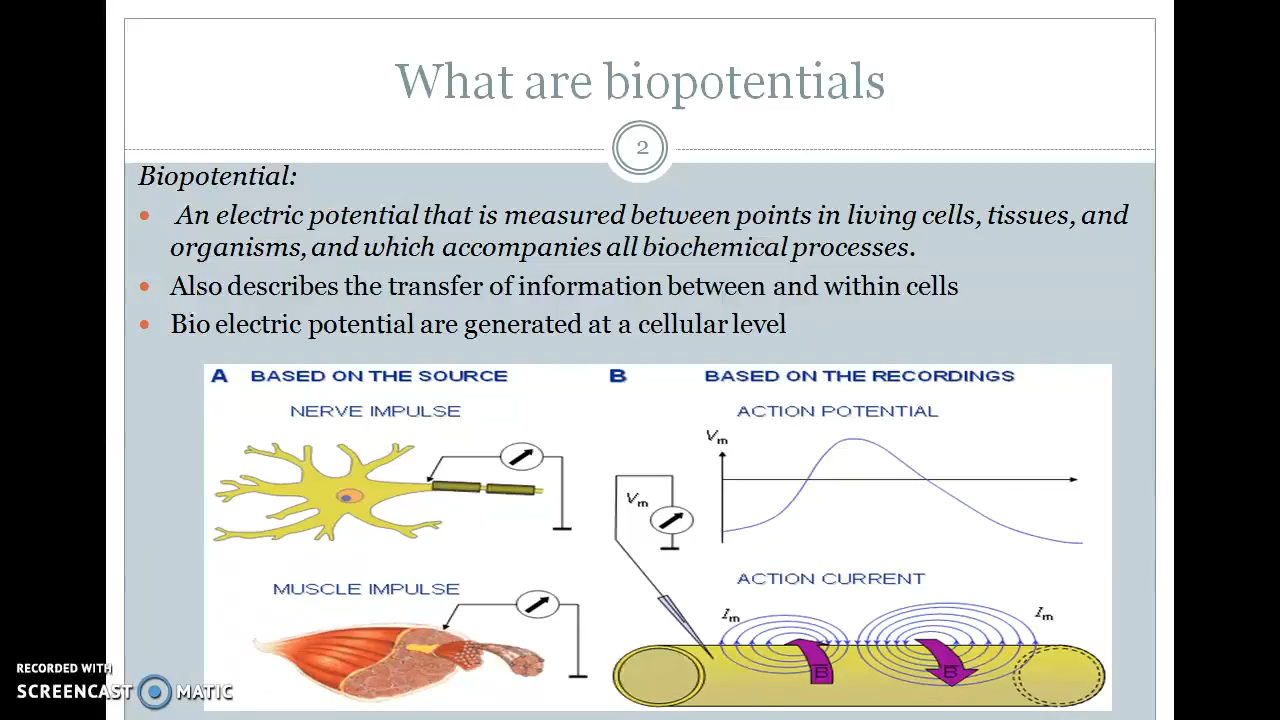 What are biopotentials
2
Biopotential:
• An electric potential that is measured between points in living cells, tissues, and
organisms, and which accompanies all biochemical processes.
• Also describes the transfer of information between and within cells
• Bio electric potential are generated at a cellular level
A BASED ON THE SOURCE
NERVE IMPULSE
MUSCLE IMPULSE
B BASED ON THE RECORDINGS
ACTION POTENTIAL
Vm
Vm
ACTION CURRENT
Im
Im
B
B
RECORDED WITH
SCREENCAST MATIC